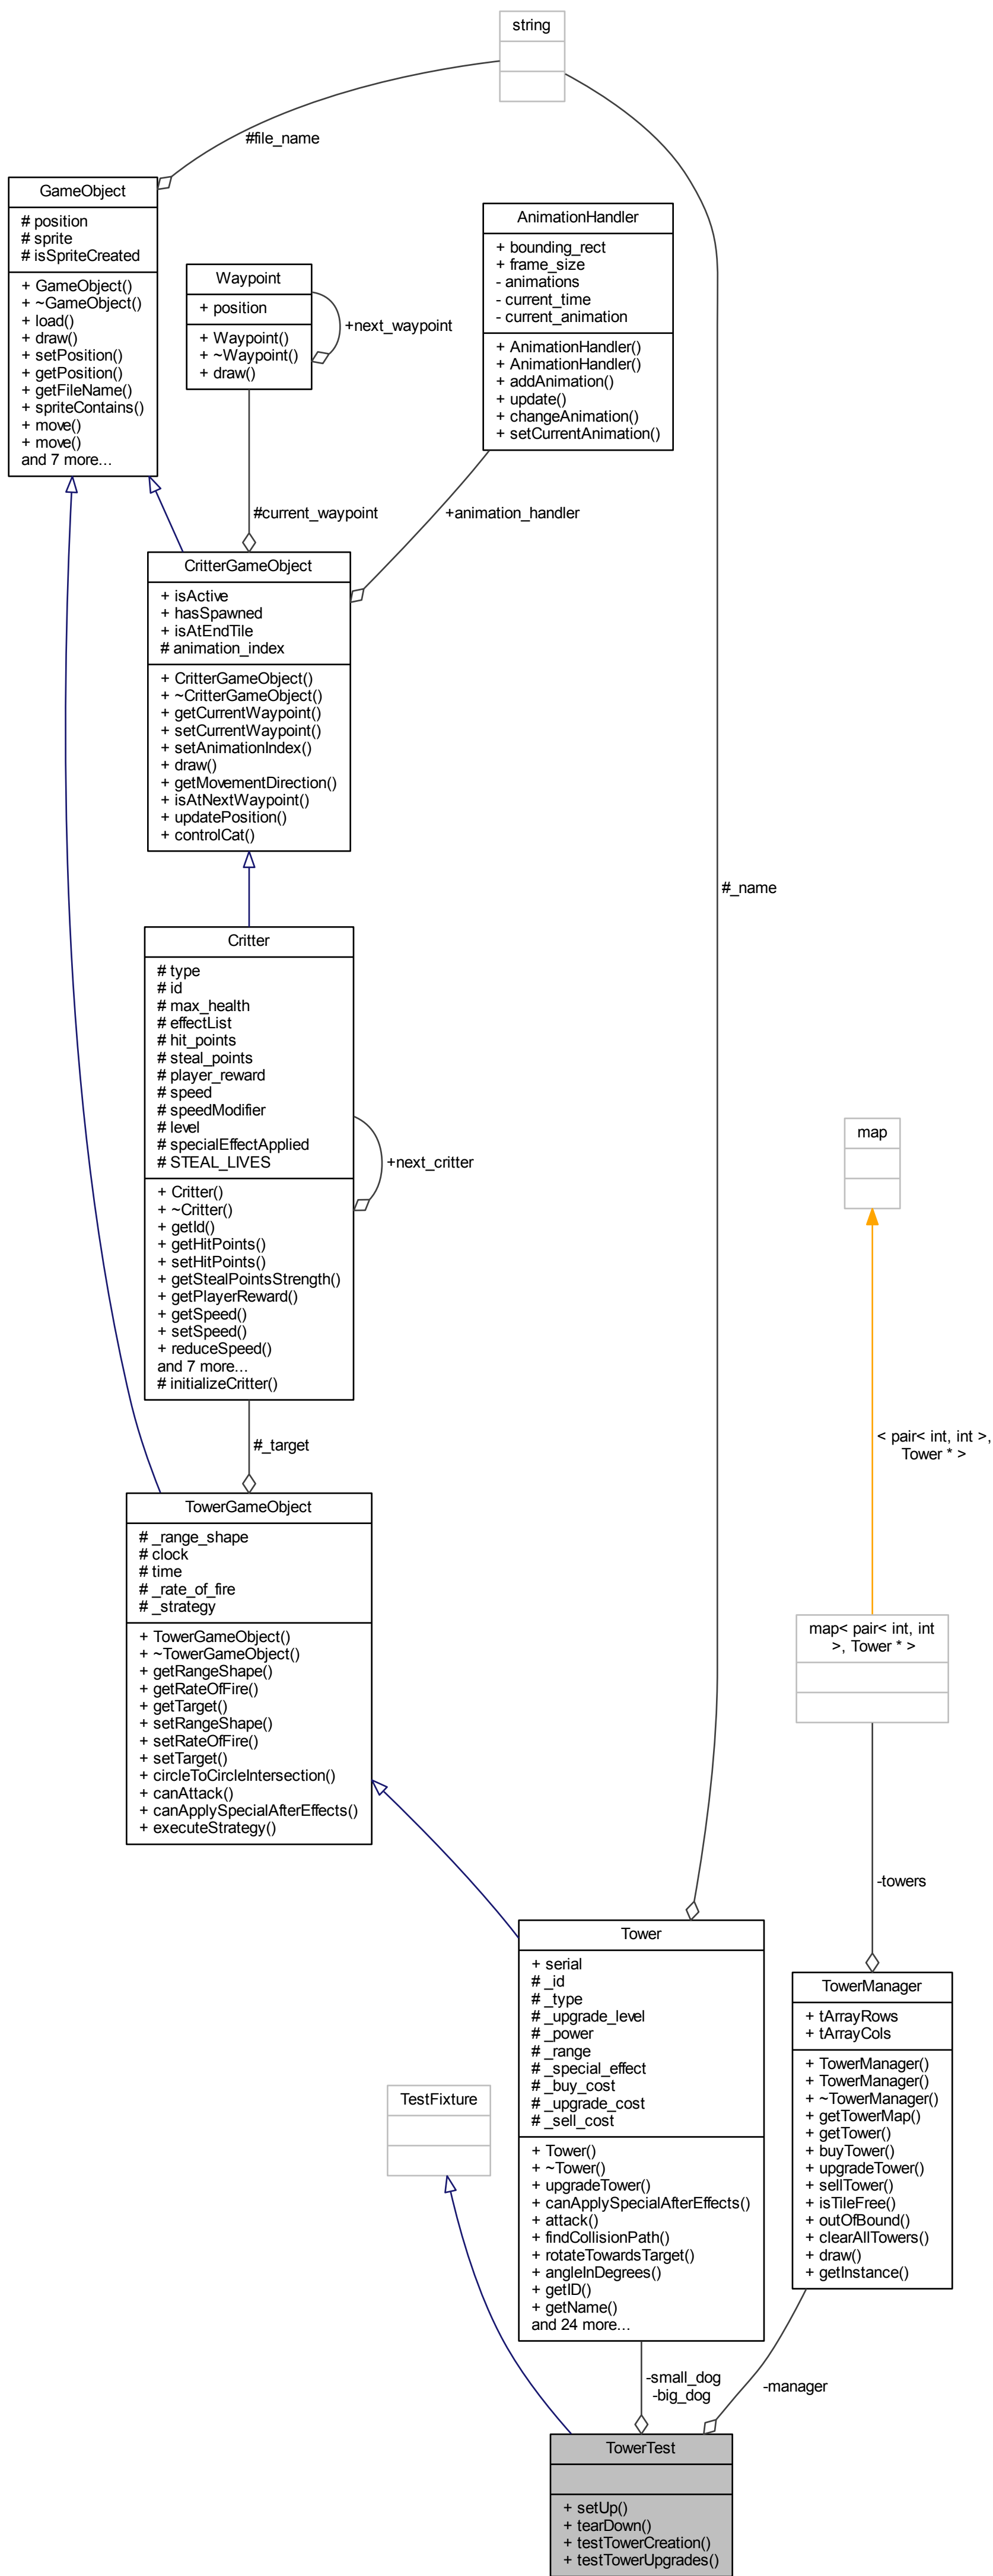 string
#file_name
GameObject
# position
# sprite
# isSpriteCreated
+ GameObject()
+ ~GameObject()
+ load()
+ draw()
+ setPosition()
+ getPosition()
+ getFileName()
+ spriteContains()
+ move()
+ move()
and 7 more...
AnimationHandler
+ bounding_rect
+ frame_size
- animations
- current_time
- current_animation
+ AnimationHandler()
+ AnimationHandler()
+ addAnimation()
+ update()
+ changeAnimation()
+ setCurrentAnimation()
Waypoint
+ position
+ Waypoint()
+ ~Waypoint()
+ draw()
+next_waypoint
#current_waypoint
+animation_handler
CritterGameObject
+ isActive
+ hasSpawned
+ isAtEndTile
# animation_index
+ CritterGameObject()
+ ~CritterGameObject()
+ getCurrentWaypoint()
+ setCurrentWaypoint()
+ setAnimationIndex()
+ draw()
+ getMovementDirection()
+ isAtNextWaypoint()
+ updatePosition()
+ controlCat()
#_name
Critter
# type
# id
# max_health
# effectList
# hit_points
# steal_points
# player_reward
# speed
# speedModifier
# level
# specialEffectApplied
# STEAL_LIVES
+ Critter()
+ ~Critter()
+ getId()
+ getHitPoints()
+ setHitPoints()
+ getStealPointsStrength()
+ getPlayerReward()
+ getSpeed()
+ setSpeed()
+ reduceSpeed()
and 7 more...
# initializeCritter()
+next_critter
map
#_target
< pair< int, int >,
Tower * >
TowerGameObject
# _range_shape
# clock
# time
# _rate_of_fire
# _strategy
+ TowerGameObject()
+ ~TowerGameObject()
+ getRangeShape()
+ getRateOfFire()
+ getTarget()
+ setRangeShape()
+ setRateOfFire()
+ setTarget()
+ circleToCircleIntersection()
+ canAttack()
+ canApplySpecialAfterEffects()
+ executeStrategy()
map< pair< int, int
>, Tower * >
-towers
Tower
+ serial
# _id
# _type
# _upgrade_level
# _power
# _range
# _special_effect
# _buy_cost
# _upgrade_cost
# _sell_cost
+ Tower()
+ ~Tower()
+ upgradeTower()
+ canApplySpecialAfterEffects()
+ attack()
+ findCollisionPath()
+ rotateTowardsTarget()
+ angleInDegrees()
+ getID()
+ getName()
and 24 more...
TowerManager
+ tArrayRows
+ tArrayCols
+ TowerManager()
+ TowerManager()
+ ~TowerManager()
+ getTowerMap()
+ getTower()
+ buyTower()
+ upgradeTower()
+ sellTower()
+ isTileFree()
+ outOfBound()
+ clearAllTowers()
+ draw()
+ getInstance()
TestFixture
-small_dog
-big_dog
-manager
TowerTest
+ setUp()
+ tearDown()
+ testTowerCreation()
+ testTowerUpgrades()